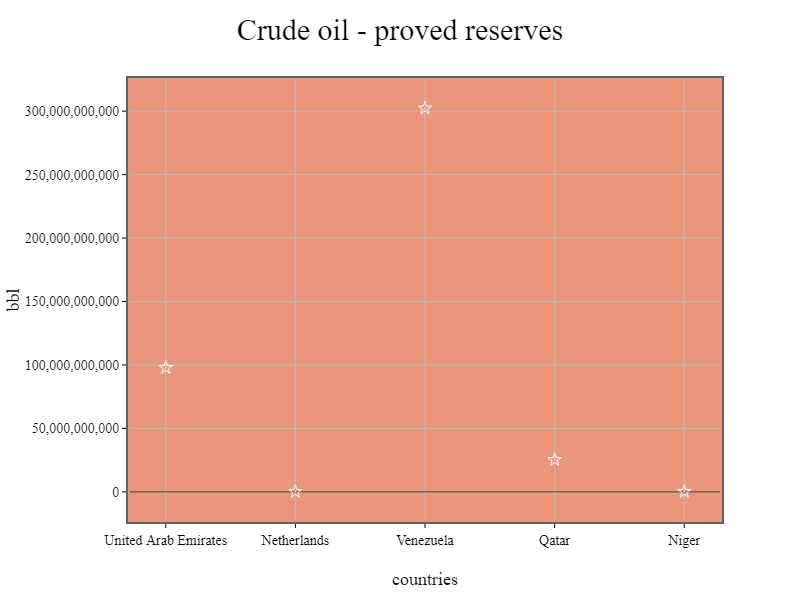 Crude oil - proved reserves
300,000,000,000
250,000,000,000
200,000,000,000
150,000,000,000
100,000,000,000
50,000,000,000
0
bbl
United Arab Emirates Netherlands Venezuela Qatar Niger
countries